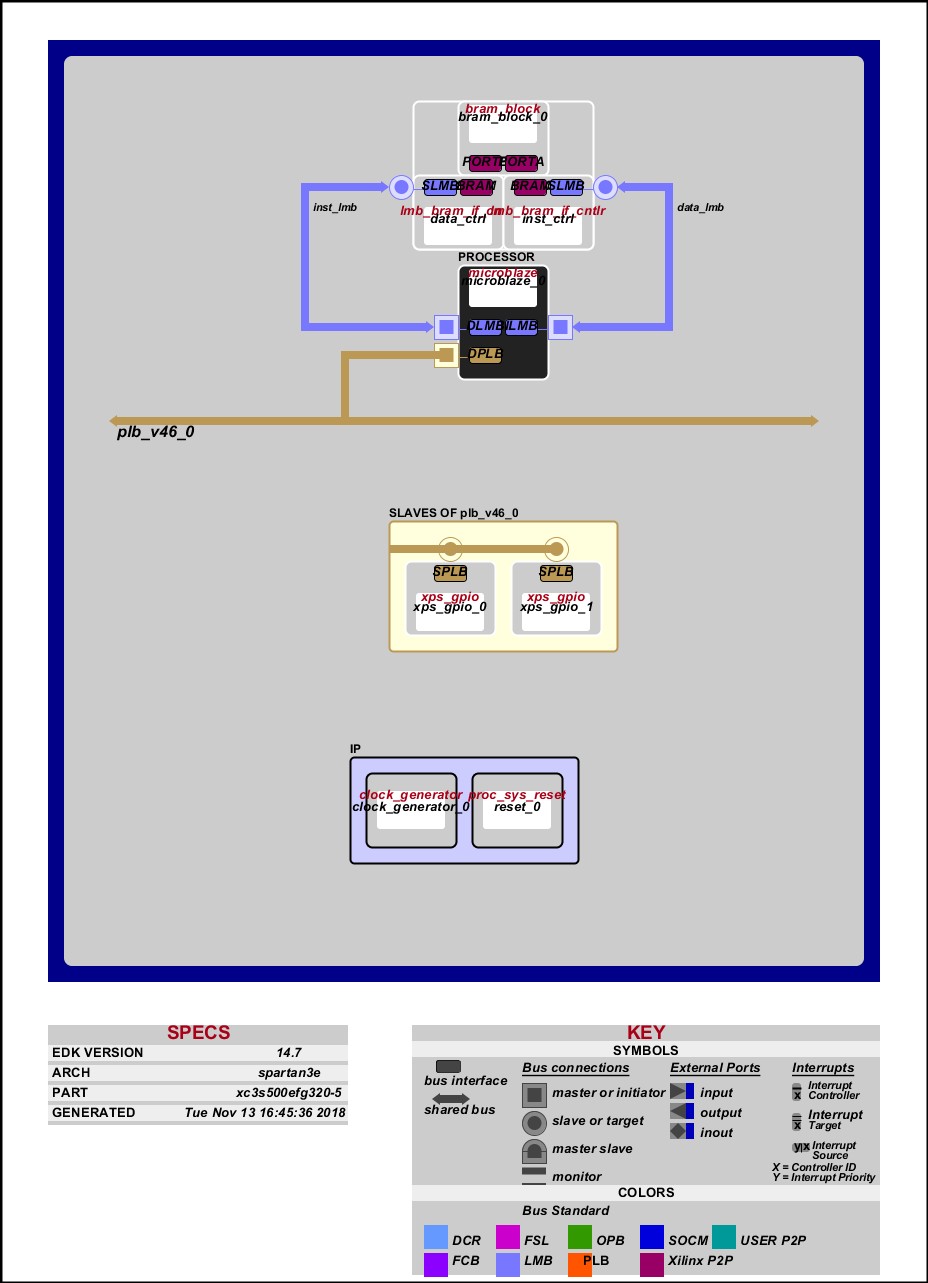 bram_block
bram_block_0
PORTB PORTA
SLMB BRAM BRAM SLMB
inst_lmb data_lmb
lmb_bram_if_cntlr lmb_bram_if_cntlr
data_ctrl inst_ctrl
PROCESSOR
microblaze
microblaze_0
DLMB ILMB
DPLB
plb_v46_0
SLAVES OF plb_v46_0
SPLB SPLB
xps_gpio xps_gpio
xps_gpio_0 xps_gpio_1
IP
clock_generator proc_sys_reset
clock_generator_0 reset_0
SPECS
EDK VERSION 14.7
ARCH spartan3e
PART xc3s500efg320-5
GENERATED Tue Nov 13 16:45:36 2018
KEY
SYMBOLS
bus interface
shared bus
Bus connections
master or initiator
slave or target
master slave
monitor
External Ports
input
output
inout
Interrupts
x Interrupt Controller
x Interrupt Target
y x Interrupt Source
X = Controller ID
Y = Interrupt Priority
COLORS
Bus Standard
DCR FSL OPB SOCM USER P2P
FCB LMB PLB Xilinx P2P